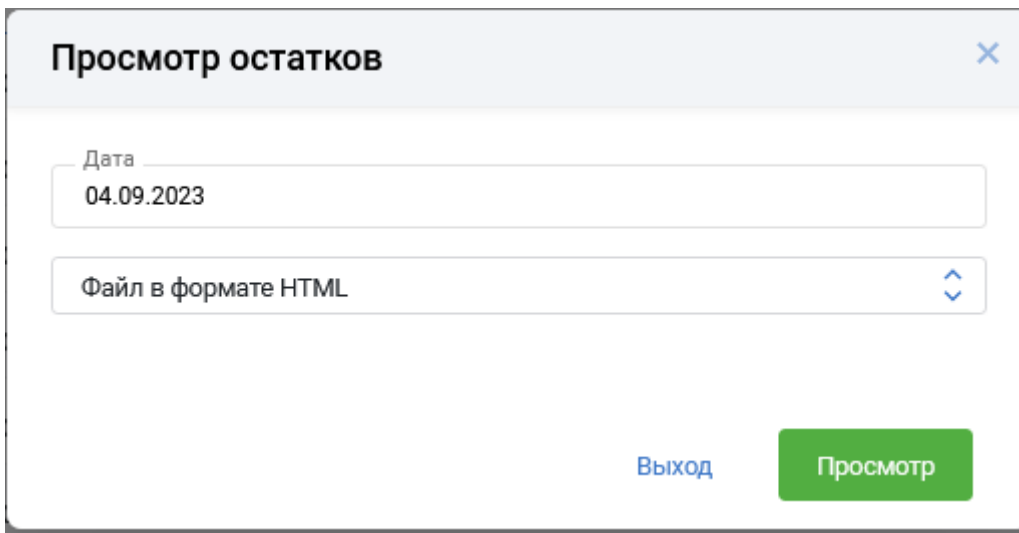 Просмотр остатков
Дата
04.09.2023
Файл в формате HTML
Выход
Просмотр